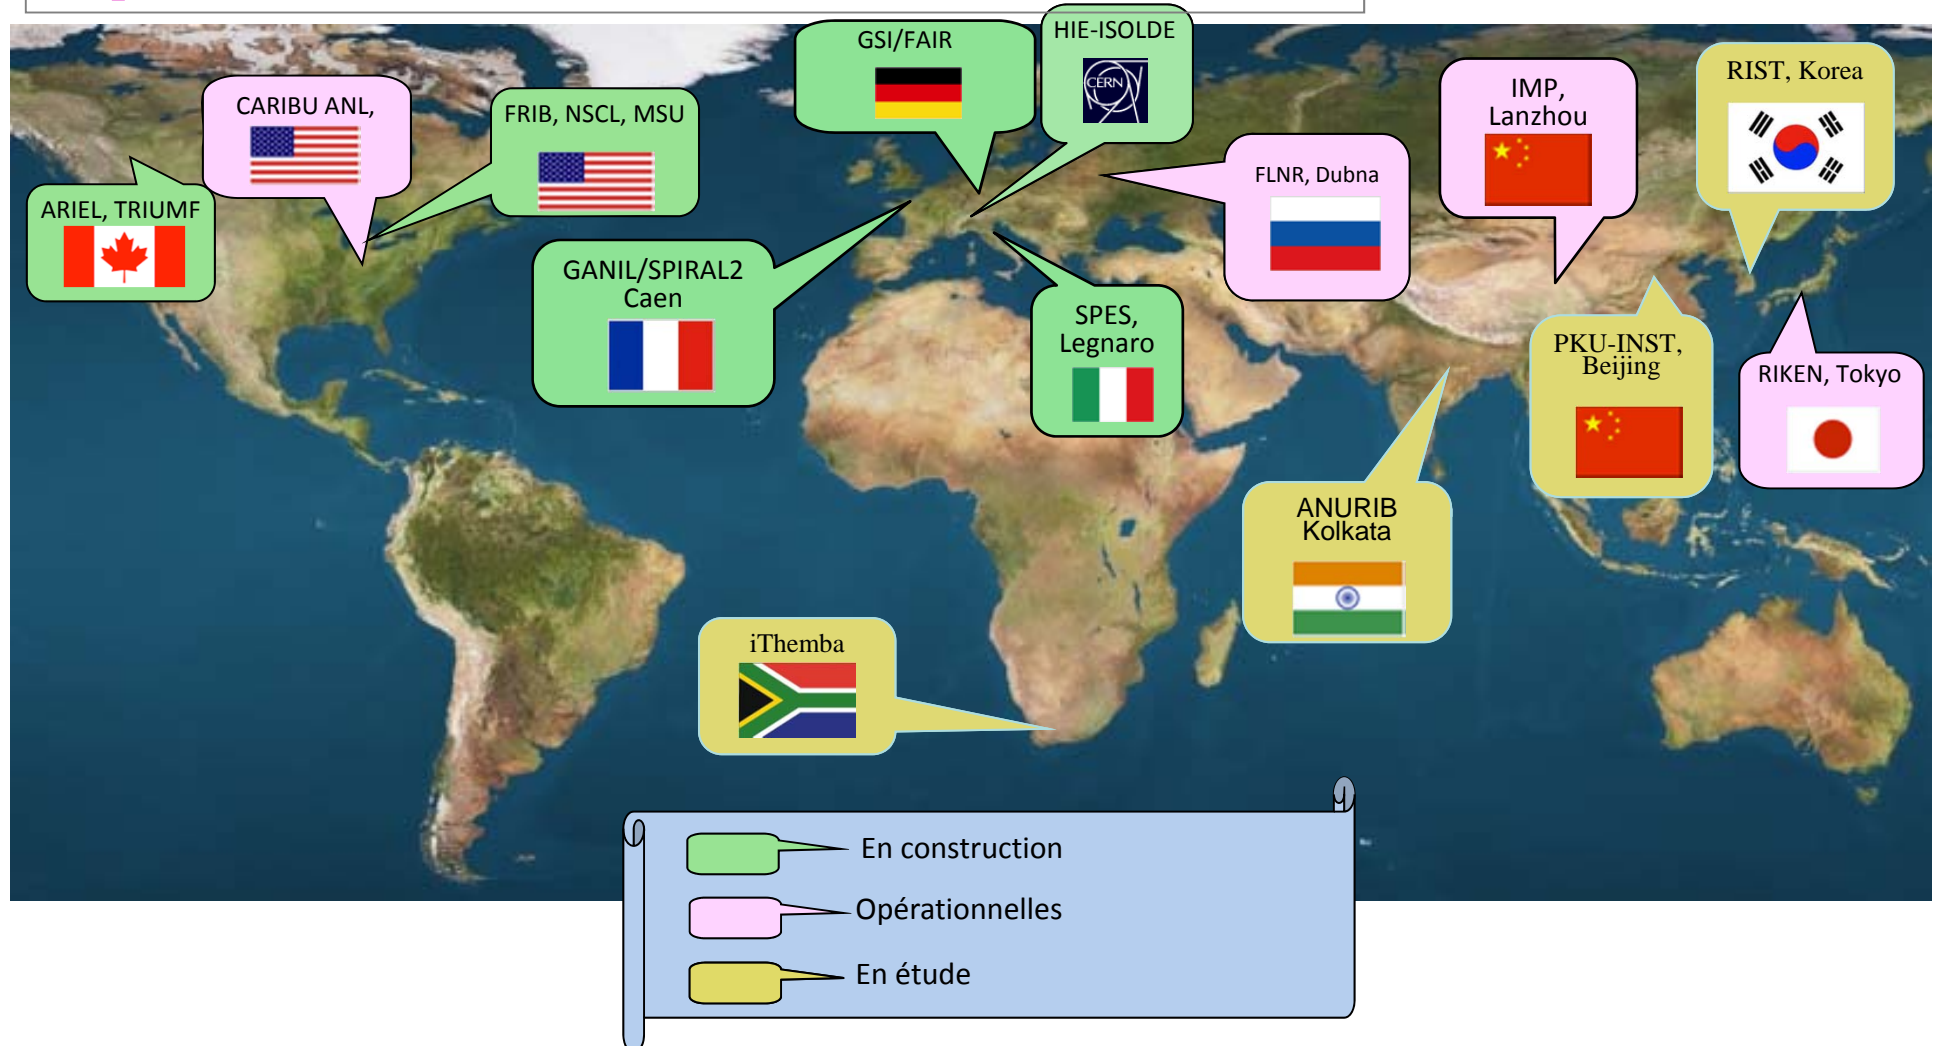 GSI/FAIR
HIE-ISOLDE
CERN
CARIBU ANL,
FRIB, NSCL, MSU
ARIEL, TRIUMF
IMP,
Lanzhou
RIST, Korea
FLNR, Dubna
GANIL/SPIRAL2
Caen
SPES,
Legnaro
PKU-INST,
Beijing
RIKEN, Tokyo
ANURIB
Kolkata
iThemba
En construction
Opérationnelles
En étude